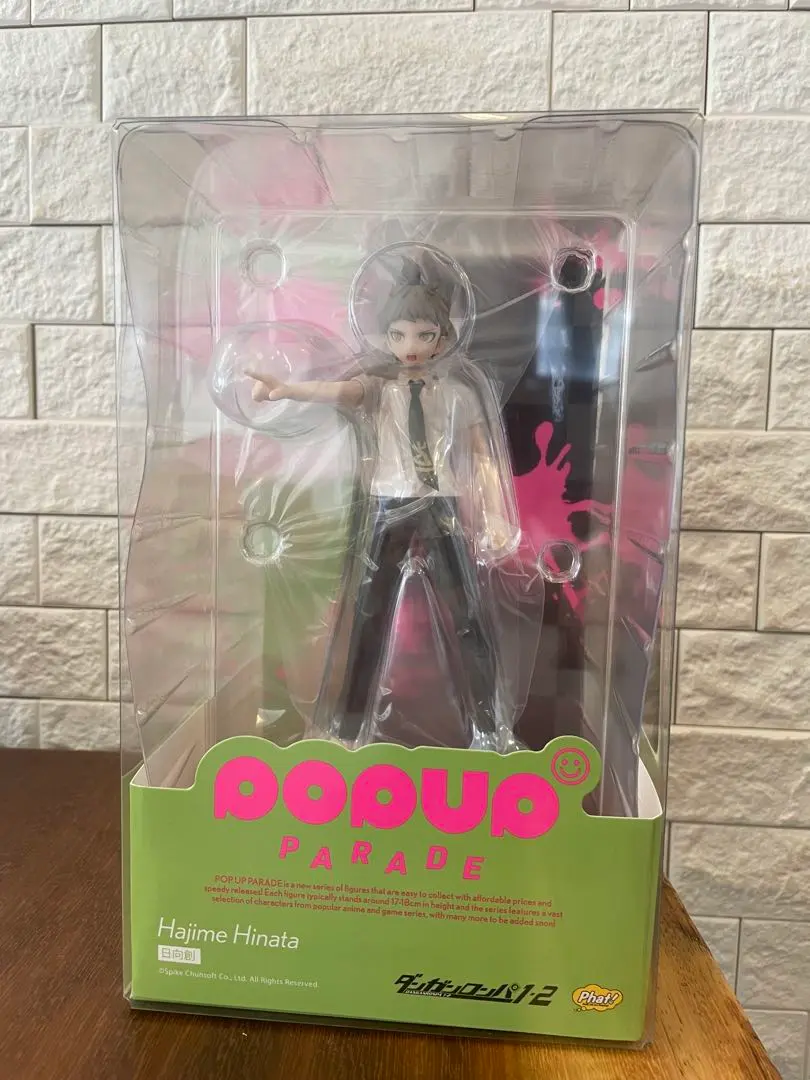 POPUP
PARADE
POP UP PARADE is a new series of figures that are easy to collect with affordable prices and
speedy releases! Each figure typically stands around 17-18cm in height and the series features a vast
selection of characters from popular anime and game series, with many more to be added soon!
Hajime Hinata
日向創
©Spike Chunsoft Co., Ltd. All Rights Reserved.
ダンガンロンパ1・2
Phat!